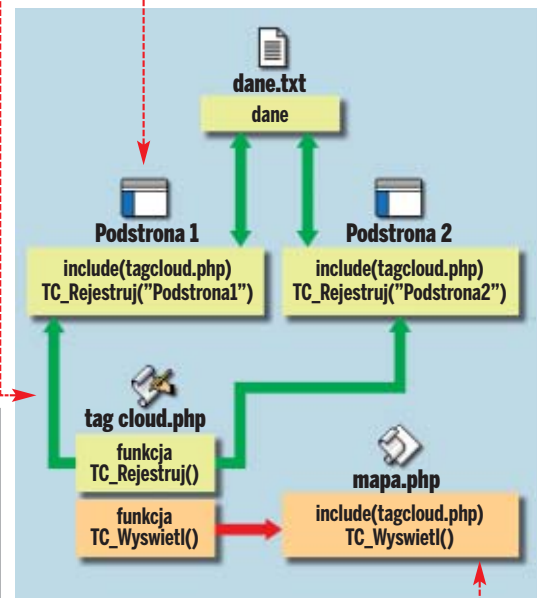 dane.txt
dane
Podstrona 1
include(tagcloud.php)
TC_Rejestruj(”Podstrona1”)
Podstrona 2
include(tagcloud.php)
TC_Rejestruj(”Podstrona2”)
tag cloud.php
funkcja
TC_Rejestruj()
funkcja
TC_Wyswietl()
mapa.php
include(tagcloud.php)
TC_Wyswietl()